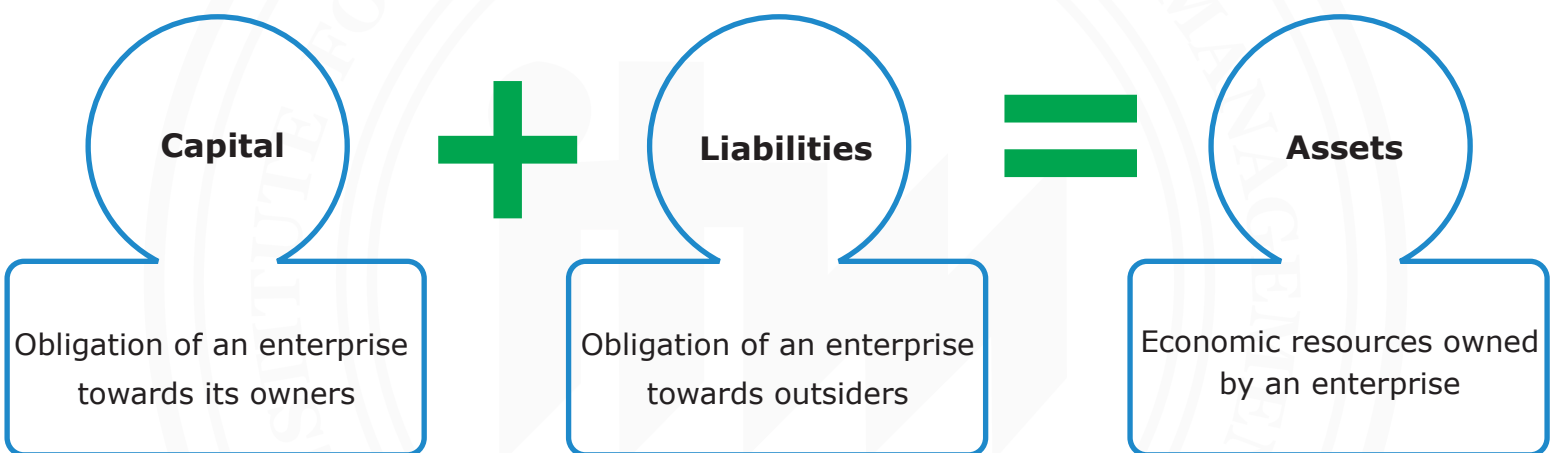 Capital
Liabilities
Assets
Obligation of an enterprise
towards its owners
Obligation of an enterprise
towards outsiders
Economic resources owned
by an enterprise